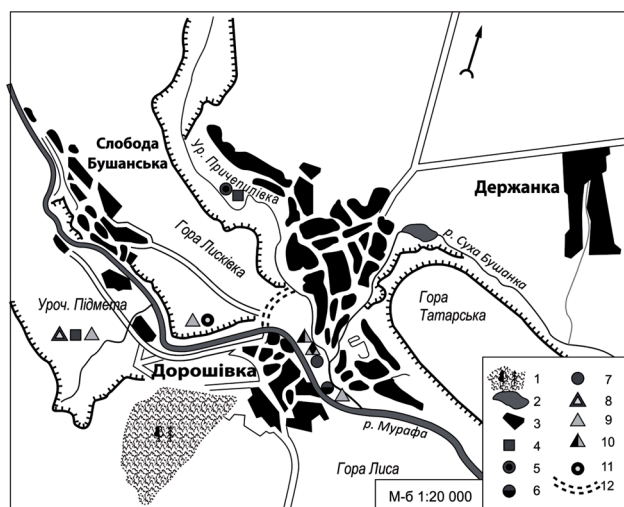 Слобода
Бушанська
Ур. Причепилівка
Держанка
р. Суха Бушанка
Гора Лисківка
Гора
Татарська
Уроч. Підмета
Дорошівка
р. Мурафа
Гора Лиса
М-б 1:20 000
1
2
3
4
5
6
7
8
9
10
11
12